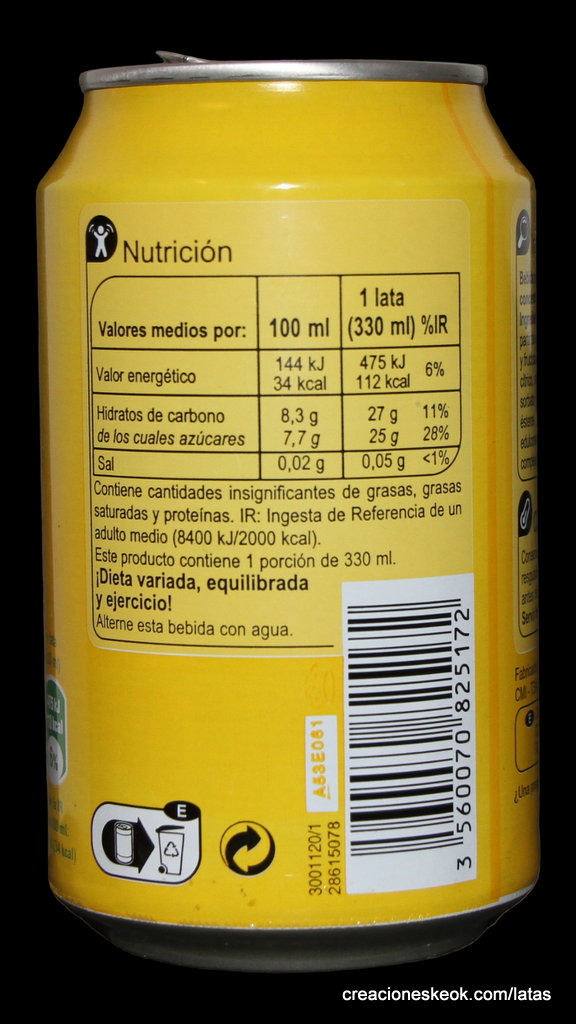 Nutrición
Valores medios por: 100 ml 1 lata (330 ml) %IR
Valor energético 144 kJ 34 kcal 475 kJ 112 kcal 6%
Hidratos de carbono 8,3 g 27 g 11%
de los cuales azúcares 7,7 g 25 g 28%
Sal 0,02 g 0,05 g <1%
Contiene cantidades insignificantes de grasas, grasas
saturadas y proteínas. IR: Ingesta de Referencia de un
adulto medio (8400 kJ/2000 kcal).
Este producto contiene 1 porción de 330 ml.
¡Dieta variada, equilibrada
y ejercicio!
Alterne esta bebida con agua.
A53E061
3001120/1
28615078
3 560070 825172
E
kcal)
creacioneskeok.com/latas